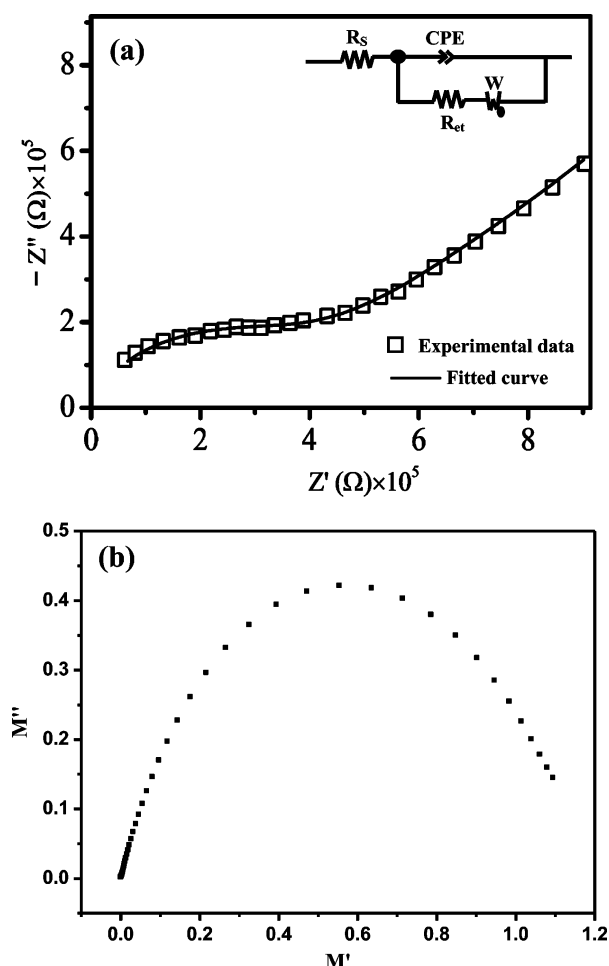 (a)
R_S
CPE
W
R_et
8
6
4
2
0
− Z'' (Ω)×10⁵
Experimental data
Fitted curve
0 2 4 6 8
Z' (Ω)×10⁵
(b)
0.5
0.4
0.3
0.2
0.1
0.0
M''
0.0 0.2 0.4 0.6 0.8 1.0 1.2
M'